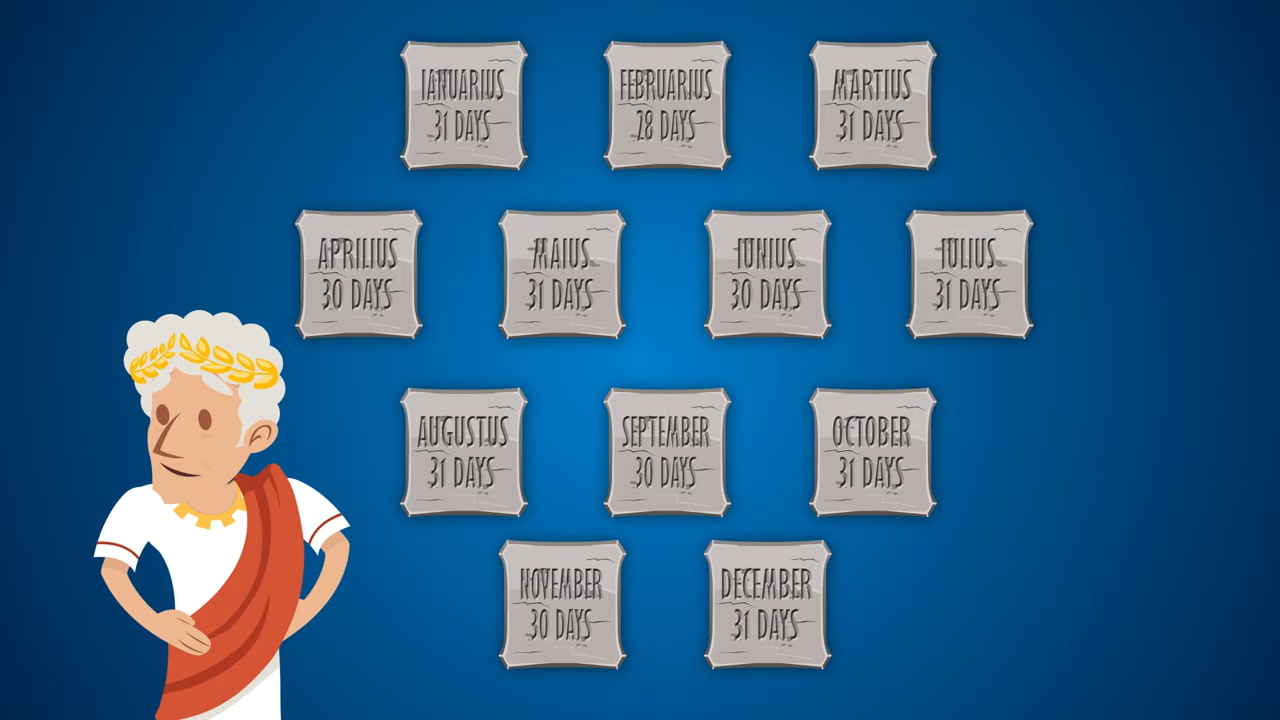 IANUARIUS
31 DAYS
FEBRUARIUS
28 DAYS
MARTIUS
31 DAYS
APRILIUS
30 DAYS
MAIUS
31 DAYS
IUNIUS
30 DAYS
IULIUS
31 DAYS
AUGUSTUS
31 DAYS
SEPTEMBER
30 DAYS
OCTOBER
31 DAYS
NOVEMBER
30 DAYS
DECEMBER
31 DAYS